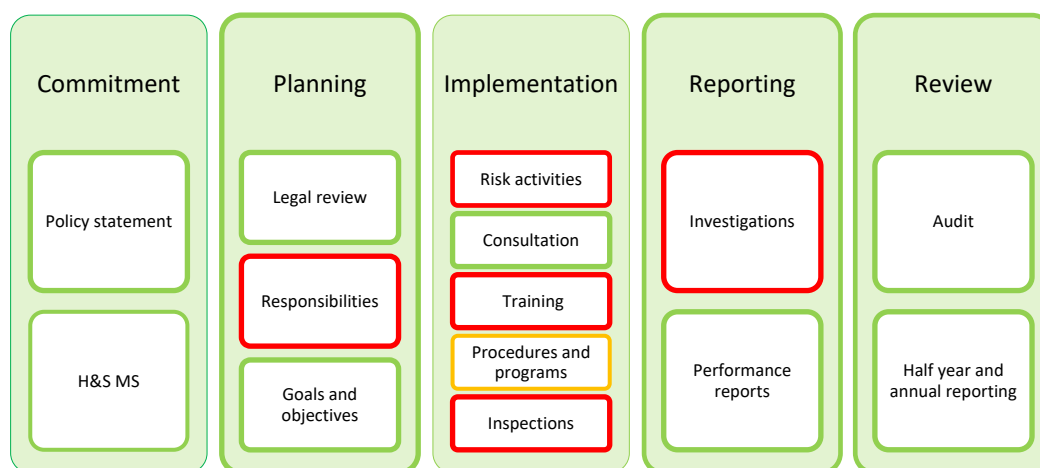 Commitment
Policy statement
H&S MS
Planning
Legal review
Responsibilities
Goals and
objectives
Implementation
Risk activities
Consultation
Training
Procedures and
programs
Inspections
Reporting
Investigations
Performance
reports
Review
Audit
Half year and
annual reporting